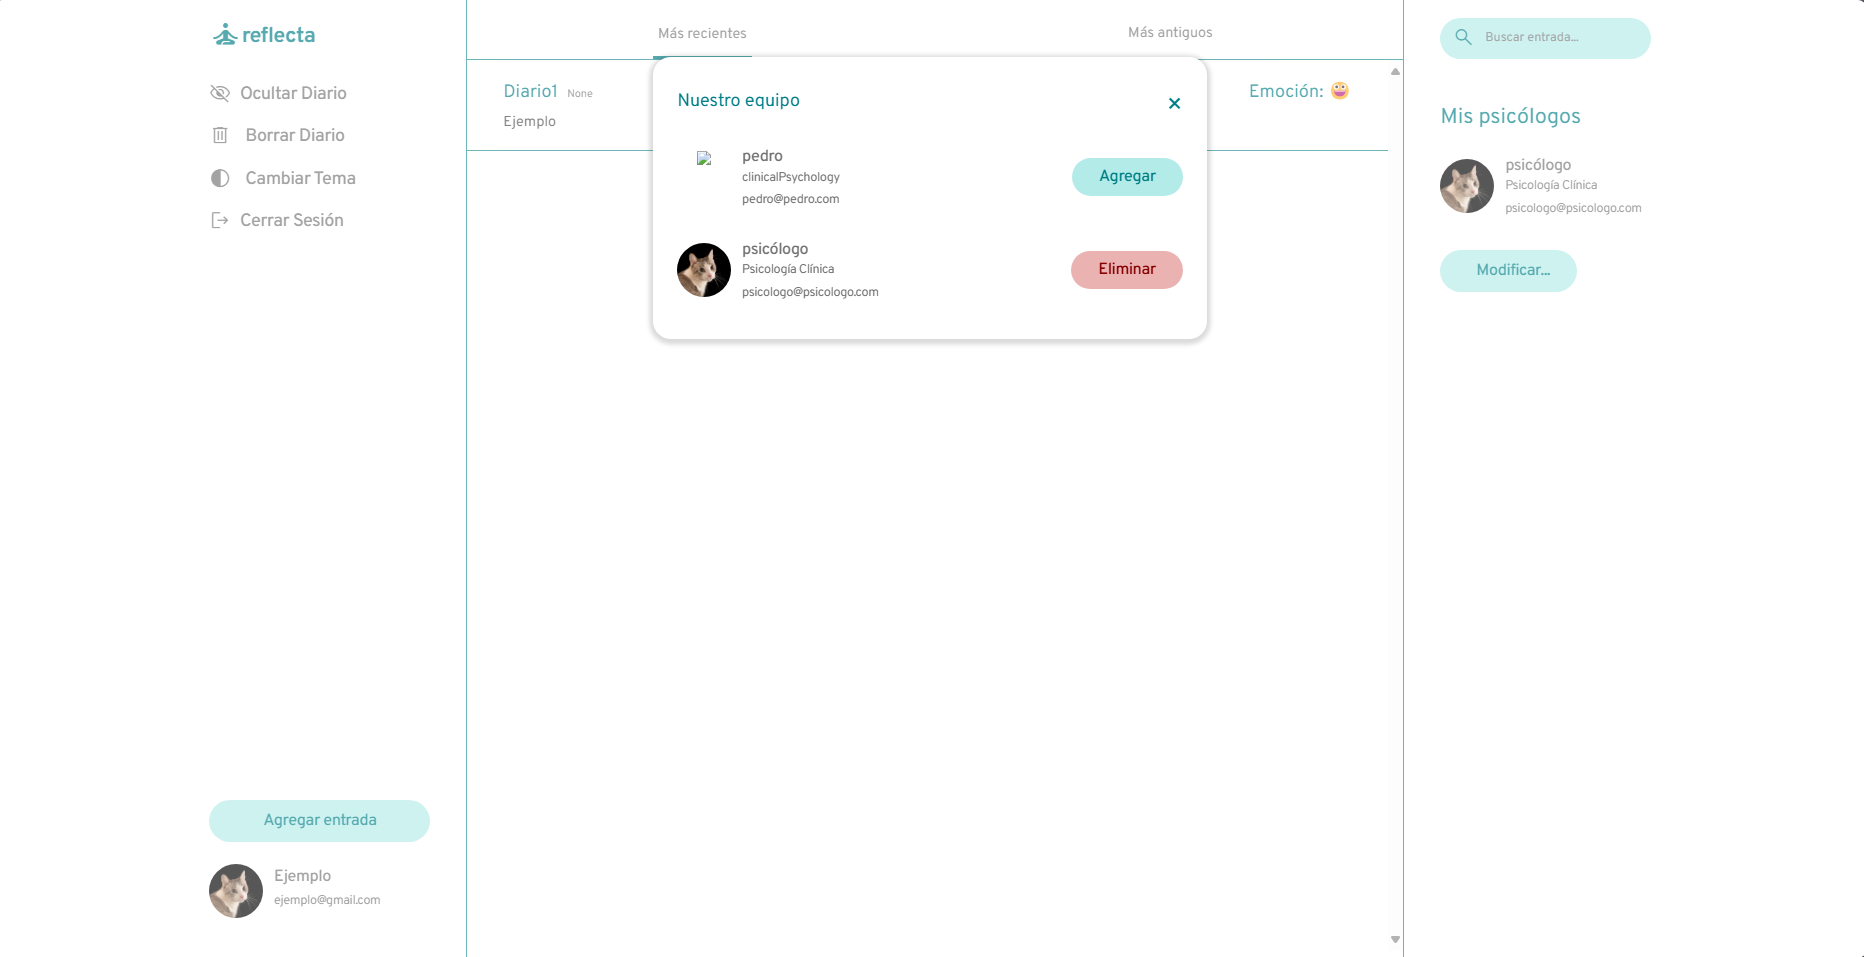 reflecta
Ocultar Diario
Borrar Diario
Cambiar Tema
Cerrar Sesión
Agregar entrada
Ejemplo
ejemplo@gmail.com
Más recientes
Más antiguos
Diario1 None
Ejemplo
Emoción:
Nuestro equipo
pedro
clinicalPsychology
pedro@pedro.com
Agregar
psicólogo
Psicología Clínica
psicologo@psicologo.com
Eliminar
Buscar entrada...
Mis psicólogos
psicólogo
Psicología Clínica
psicologo@psicologo.com
Modificar...